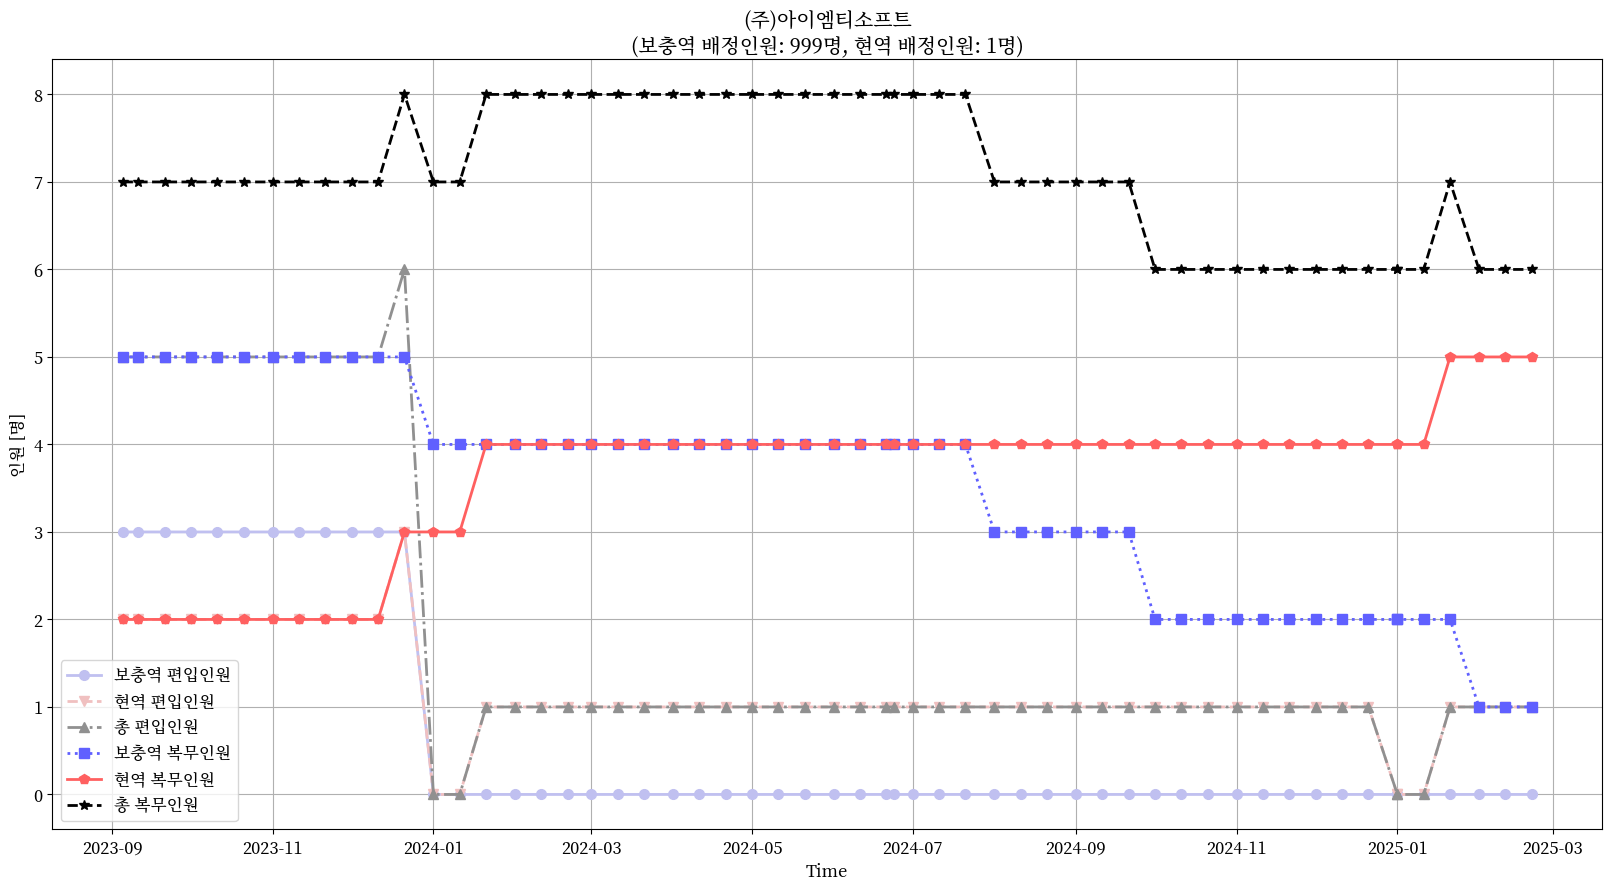 (주)아이엠티소프트
(보충역 배정인원: 999명, 현역 배정인원: 1명)
인원 [명]
8
7
6
5
4
3
2
1
0
보충역 편입인원
현역 편입인원
총 편입인원
보충역 복무인원
현역 복무인원
총 복무인원
2023-09 2023-11 2024-01 2024-03 2024-05 2024-07 2024-09 2024-11 2025-01 2025-03
Time